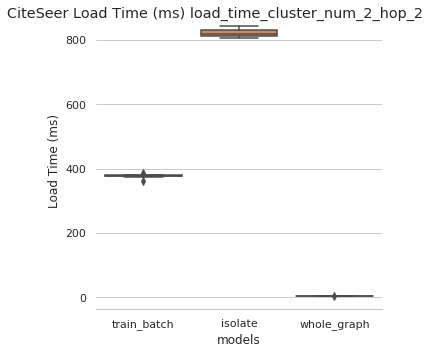 CiteSeer Load Time (ms) load_time_cluster_num_2_hop_2
800
600
400
200
0
Load Time (ms)
train_batch isolate whole_graph
models